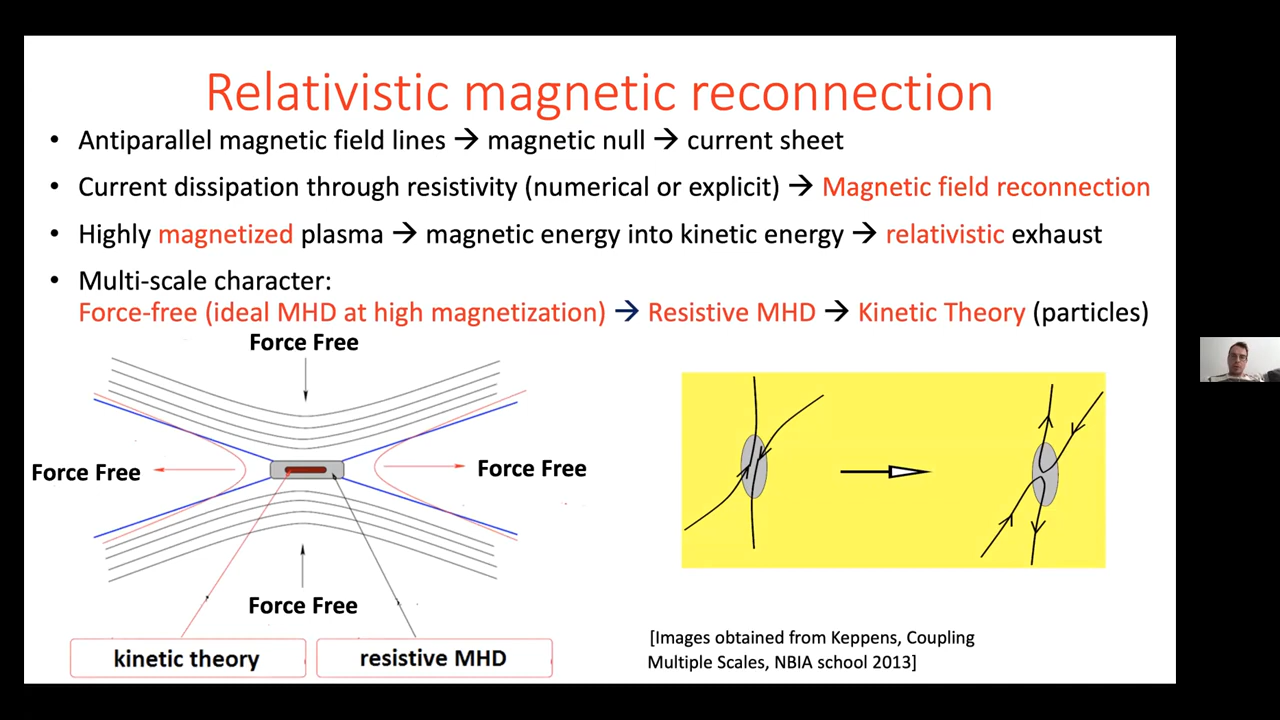 Relativistic magnetic reconnection
• Antiparallel magnetic field lines → magnetic null → current sheet
• Current dissipation through resistivity (numerical or explicit) → Magnetic field reconnection
• Highly magnetized plasma → magnetic energy into kinetic energy → relativistic exhaust
• Multi-scale character:
Force-free (ideal MHD at high magnetization) → Resistive MHD → Kinetic Theory (particles)
Force Free
Force Free
Force Free
Force Free
kinetic theory
resistive MHD
[Images obtained from Keppens, Coupling
Multiple Scales, NBIA school 2013]